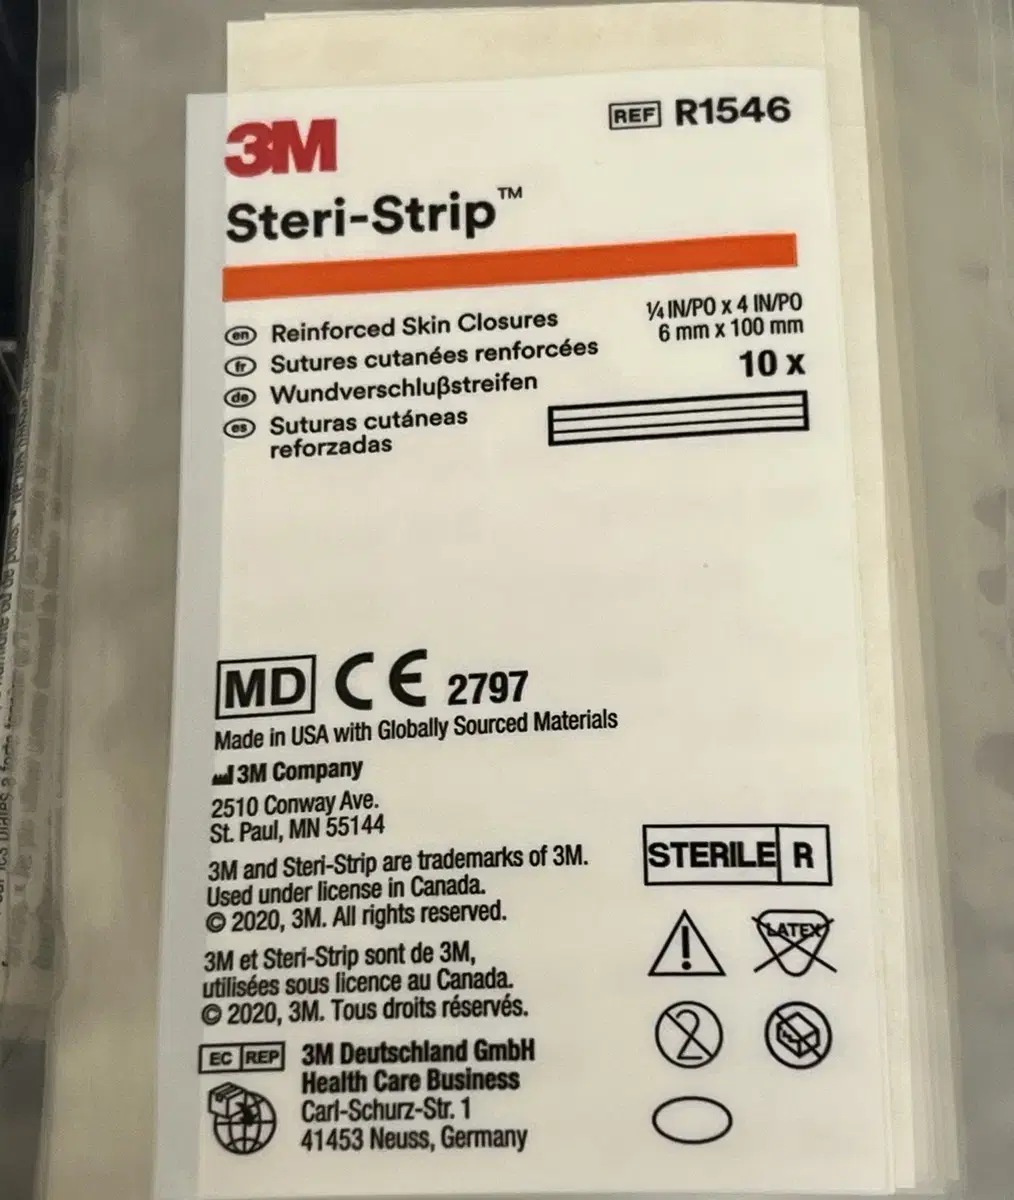 3M
REF R1546
Steri-Strip™
en Reinforced Skin Closures
fr Sutures cutanées renforcées
de Wundverschlußstreifen
es Suturas cutáneas
reforzadas
¼ IN/PO x 4 IN/PO
6 mm x 100 mm
10 x
MD CE 2797
Made in USA with Globally Sourced Materials
3M Company
2510 Conway Ave.
St. Paul, MN 55144
3M and Steri-Strip are trademarks of 3M.
Used under license in Canada.
© 2020, 3M. All rights reserved.
3M et Steri-Strip sont de 3M,
utilisées sous licence au Canada.
© 2020, 3M. Tous droits réservés.
EC REP 3M Deutschland GmbH
Health Care Business
Carl-Schurz-Str. 1
41453 Neuss, Germany
STERILE R
LATEX
2